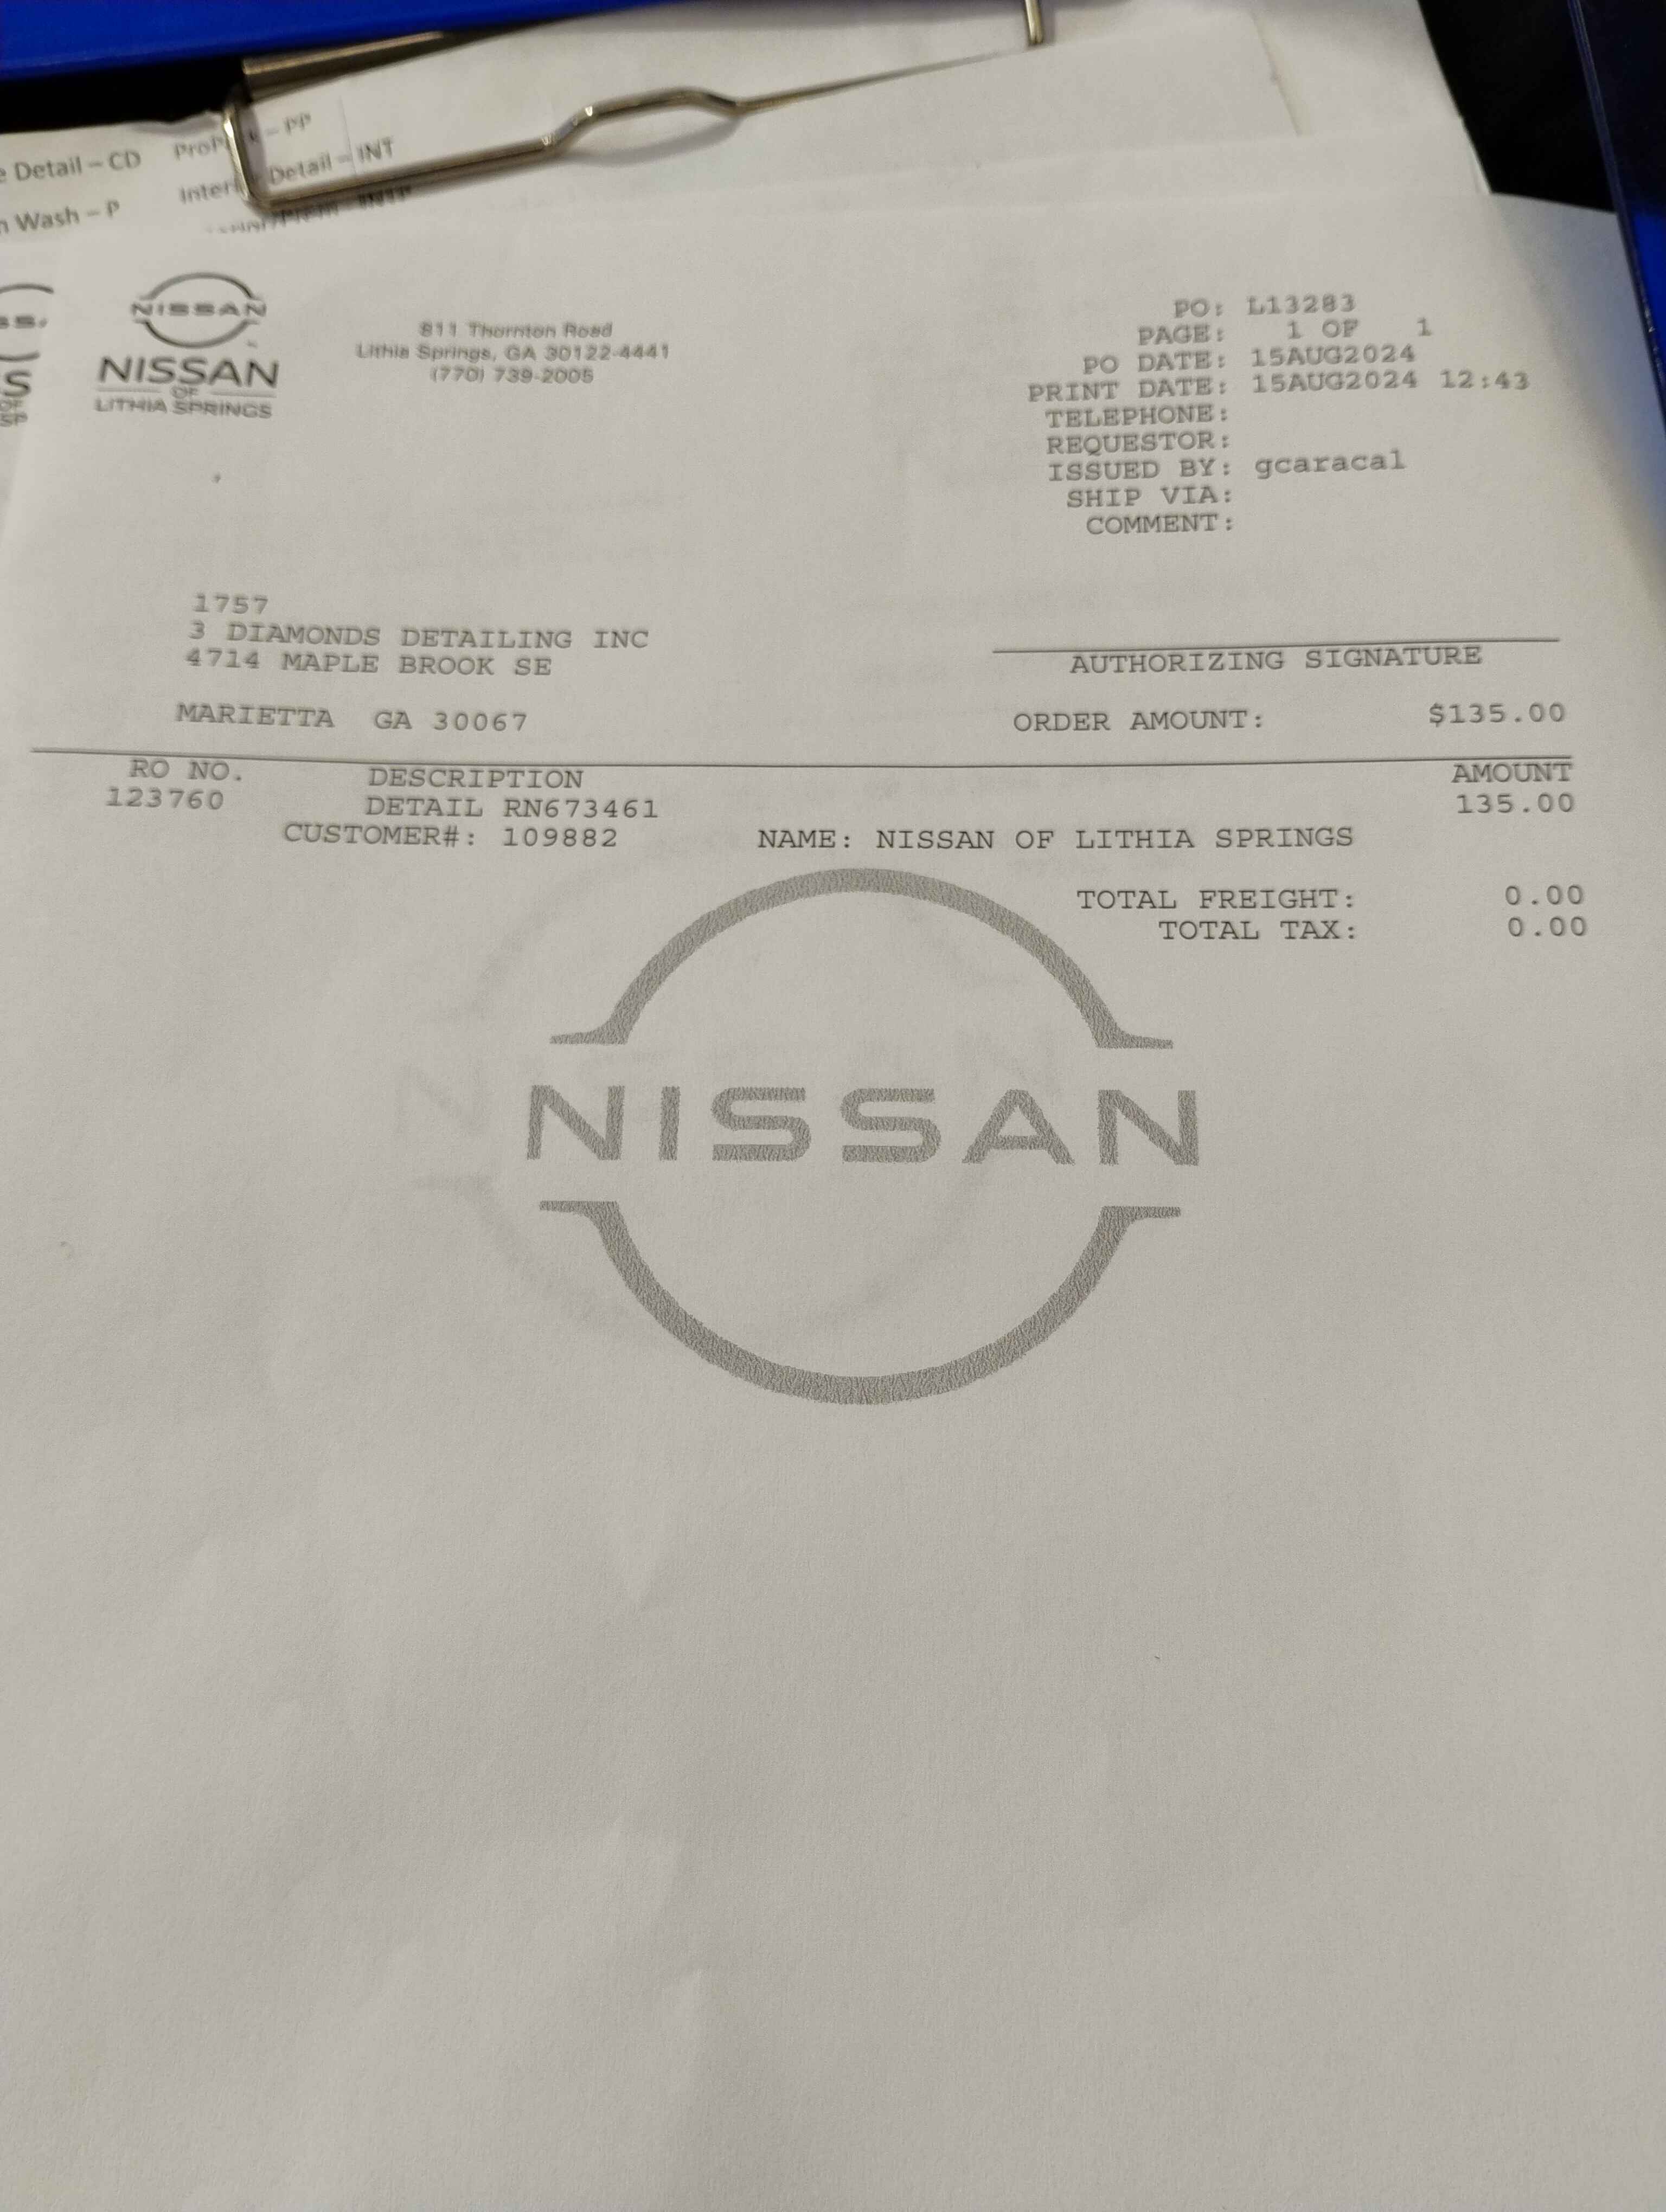 Detail – CD
– PP
Detail – INT
Wash – P
NISSAN
NISSAN
OF
LITHIA SPRINGS
811 Thornton Road
Lithia Springs, GA 30122-4441
(770) 739-2005
PO: L13283
PAGE: 1 OF 1
PO DATE: 15AUG2024
PRINT DATE: 15AUG2024 12:43
TELEPHONE:
REQUESTOR:
ISSUED BY: gcaracal
SHIP VIA:
COMMENT:
1757
3 DIAMONDS DETAILING INC
4714 MAPLE BROOK SE
MARIETTA GA 30067
AUTHORIZING SIGNATURE
ORDER AMOUNT: $135.00
RO NO. DESCRIPTION AMOUNT
123760 DETAIL RN673461 135.00
CUSTOMER#: 109882 NAME: NISSAN OF LITHIA SPRINGS
TOTAL FREIGHT: 0.00
TOTAL TAX: 0.00
NISSAN